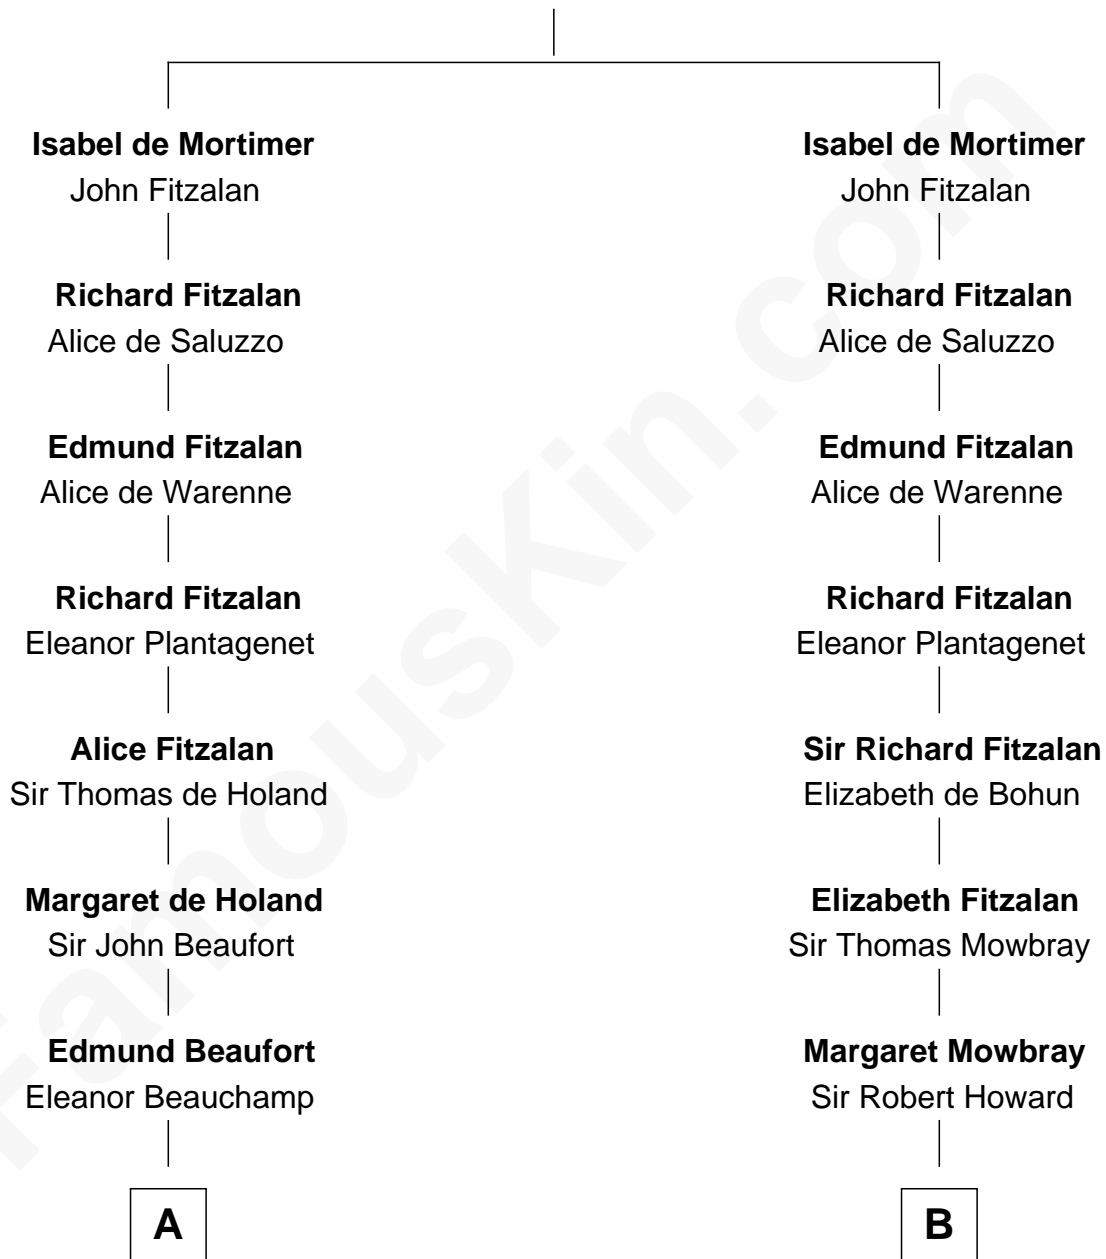 Isabel de Mortimer
John Fitzalan
Richard Fitzalan
Alice de Saluzzo
Edmund Fitzalan
Alice de Warenne
Richard Fitzalan
Eleanor Plantagenet
Alice Fitzalan
Sir Thomas de Holand
Margaret de Holand
Sir John Beaufort
Edmund Beaufort
Eleanor Beauchamp
A
Isabel de Mortimer
John Fitzalan
Richard Fitzalan
Alice de Saluzzo
Edmund Fitzalan
Alice de Warenne
Richard Fitzalan
Eleanor Plantagenet
Sir Richard Fitzalan
Elizabeth de Bohun
Elizabeth Fitzalan
Sir Thomas Mowbray
Margaret Mowbray
Sir Robert Howard
B
FamousKin.com